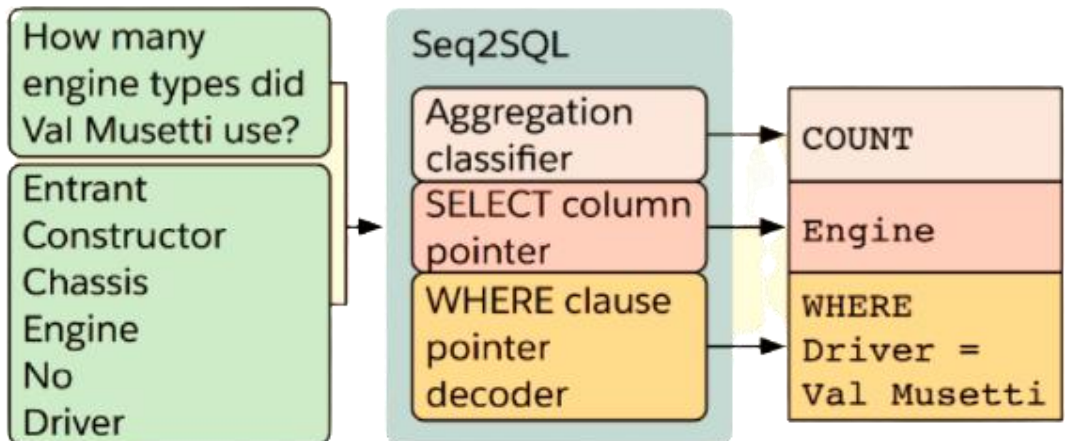 How many
engine types did
Val Musetti use?
Entrant
Constructor
Chassis
Engine
No
Driver
Seq2SQL
Aggregation
classifier
SELECT column
pointer
WHERE clause
pointer
decoder
COUNT
Engine
WHERE
Driver =
Val Musetti